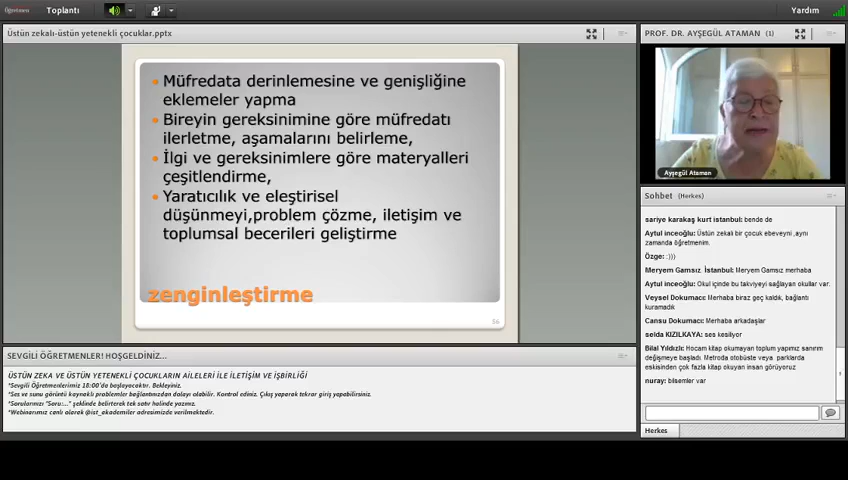 Öğretmenu
Toplantı
Yardım
Üstün zekalı-üstün yetenekli çocuklar.pptx
• Müfredata derinlemesine ve genişliğine
eklemeler yapma
• Bireyin gereksinimine göre müfredatı
ilerletme, aşamalarını belirleme,
• İlgi ve gereksinimlere göre materyalleri
çeşitlendirme,
• Yaratıcılık ve eleştirisel
düşünmeyi,problem çözme, iletişim ve
toplumsal becerileri geliştirme
zenginleştirme
56
PROF. DR. AYŞEGÜL ATAMAN (1)
Ayşegül Ataman
Sohbet (Herkes)
sariye karakaş kurt istanbul: bende de
Aytul inceoğlu: Üstün zekalı bir çocuk ebeveyni ,aynı
zamanda öğretmenim.
Özge: :)))
Meryem Gamsız İstanbul: Meryem Gamsız merhaba
Aytul inceoğlu: Okul içinde bu takviyeyi sağlayan okullar var.
Veysel Dokumacı: Merhaba biraz geç kaldık, bağlantı
kuramadık
Cansu Dokumacı: Merhaba arkadaşlar
selda KIZILKAYA: ses kesiliyor
Bilal Yıldızlı: Hocam kitap okumayan toplum yapımız sanırım
değişmeye başladı. Metroda otobüste veya parklarda
eskisinden çok fazla kitap okuyan insan görüyoruz
nuray: bilsemler var
Herkes
SEVGİLİ ÖĞRETMENLER! HOŞGELDİNİZ...
ÜSTÜN ZEKA VE ÜSTÜN YETENEKLİ ÇOCUKLARIN AİLELERİ İLE İLETİŞİM VE İŞBİRLİĞİ
*Sevgili Öğretmenlerimiz 18:00'da başlayacaktır. Bekleyiniz.
*Ses ve sunu görüntü kaynaklı problemler bağlantınızdan dalayı olabilir. Kontrol ediniz. Çıkış yaparak tekrar giriş yapabilirsiniz.
*Sorularınızı "Soru:..." şeklinde belirterek tek satır halinde yazınız.
*Webinarımız canlı alarak @ist_akademiler adresimizde verilmektedir.